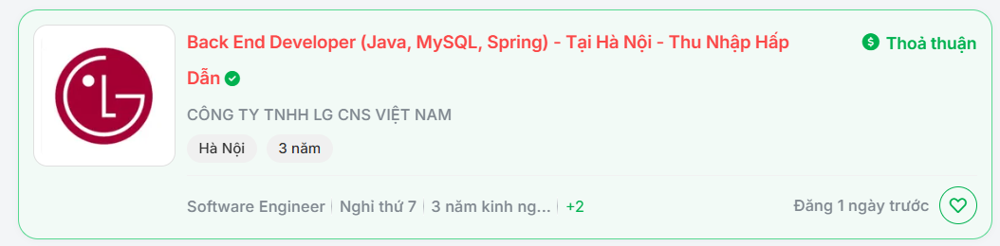 Back End Developer (Java, MySQL, Spring) - Tại Hà Nội - Thu Nhập Hấp
Dẫn
Thoả thuận
CÔNG TY TNHH LG CNS VIỆT NAM
Hà Nội
3 năm
Software Engineer | Nghỉ thứ 7 | 3 năm kinh ng... | +2
Đăng 1 ngày trước